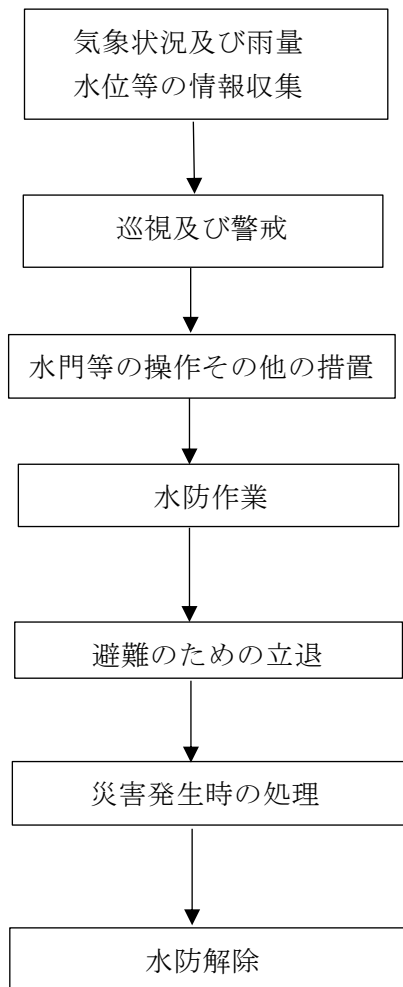 気象状況及び雨量
水位等の情報収集
巡視及び警戒
水門等の操作その他の措置
水防作業
避難のための立退
災害発生時の処理
水防解除